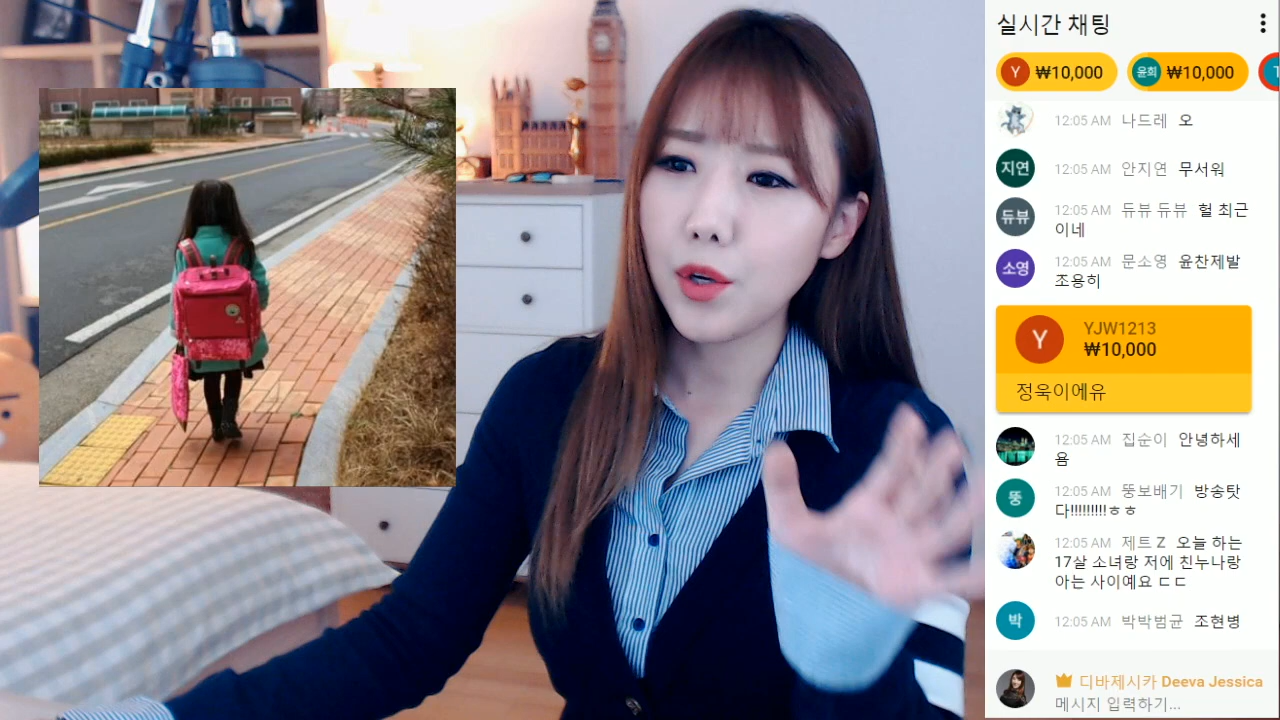 실시간 채팅
Y ₩10,000 윤희 ₩10,000
12:05 AM 나드레 오
지연 12:05 AM 안지연 무서워
듀뷰 12:05 AM 듀뷰 듀뷰 헐 최근
이네
소영 12:05 AM 문소영 윤찬제발
조용히
Y YJW1213
₩10,000
정욱이에유
12:05 AM 집순이 안녕하세
욤
뚱 12:05 AM 뚱보배기 방송탓
다!!!!!!!!!ㅎㅎ
12:05 AM 제트 Z 오늘 하는
17살 소녀랑 저에 친누나랑
아는 사이예요 ㄷㄷ
박 12:05 AM 박박범균 조현병
디바제시카 Deeva Jessica
메시지 입력하기...